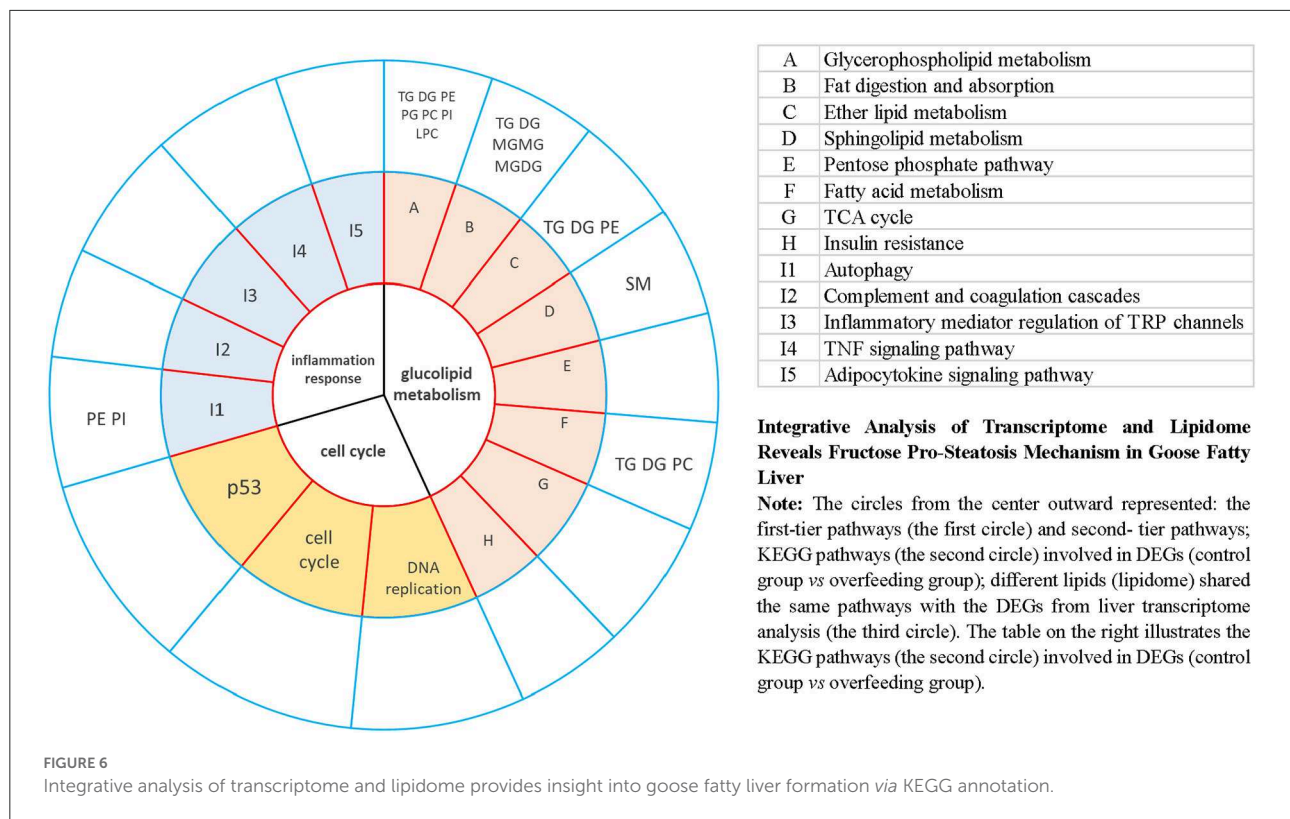 TG DG PE
PG PC PI
LPC
TG DG
MGMG
MGDG
TG DG PE
SM
TG DG PC
PE PI
A
B
C
D
E
F
G
H
I5
I4
I3
I2
I1
p53
cell
cycle
DNA
replication
inflammation
response
glucolipid
metabolism
cell cycle
A Glycerophospholipid metabolism
B Fat digestion and absorption
C Ether lipid metabolism
D Sphingolipid metabolism
E Pentose phosphate pathway
F Fatty acid metabolism
G TCA cycle
H Insulin resistance
I1 Autophagy
I2 Complement and coagulation cascades
I3 Inflammatory mediator regulation of TRP channels
I4 TNF signaling pathway
I5 Adipocytokine signaling pathway
Integrative Analysis of Transcriptome and Lipidome
Reveals Fructose Pro-Steatosis Mechanism in Goose Fatty
Liver
Note: The circles from the center outward represented: the
first-tier pathways (the first circle) and second- tier pathways;
KEGG pathways (the second circle) involved in DEGs (control
group vs overfeeding group); different lipids (lipidome) shared
the same pathways with the DEGs from liver transcriptome
analysis (the third circle). The table on the right illustrates the
KEGG pathways (the second circle) involved in DEGs (control
group vs overfeeding group).
FIGURE 6
Integrative analysis of transcriptome and lipidome provides insight into goose fatty liver formation via KEGG annotation.